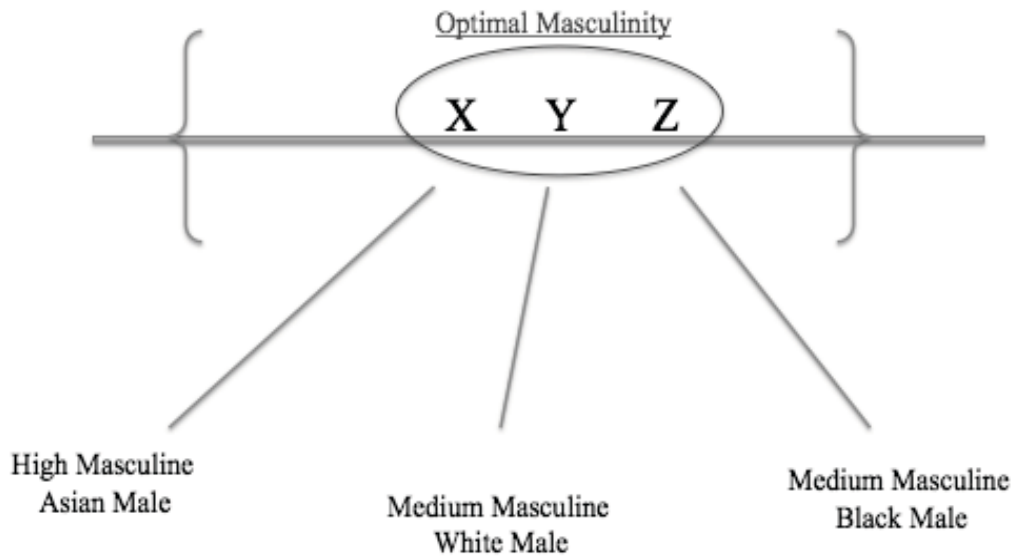 Optimal Masculinity
X Y Z
High Masculine
Asian Male
Medium Masculine
White Male
Medium Masculine
Black Male